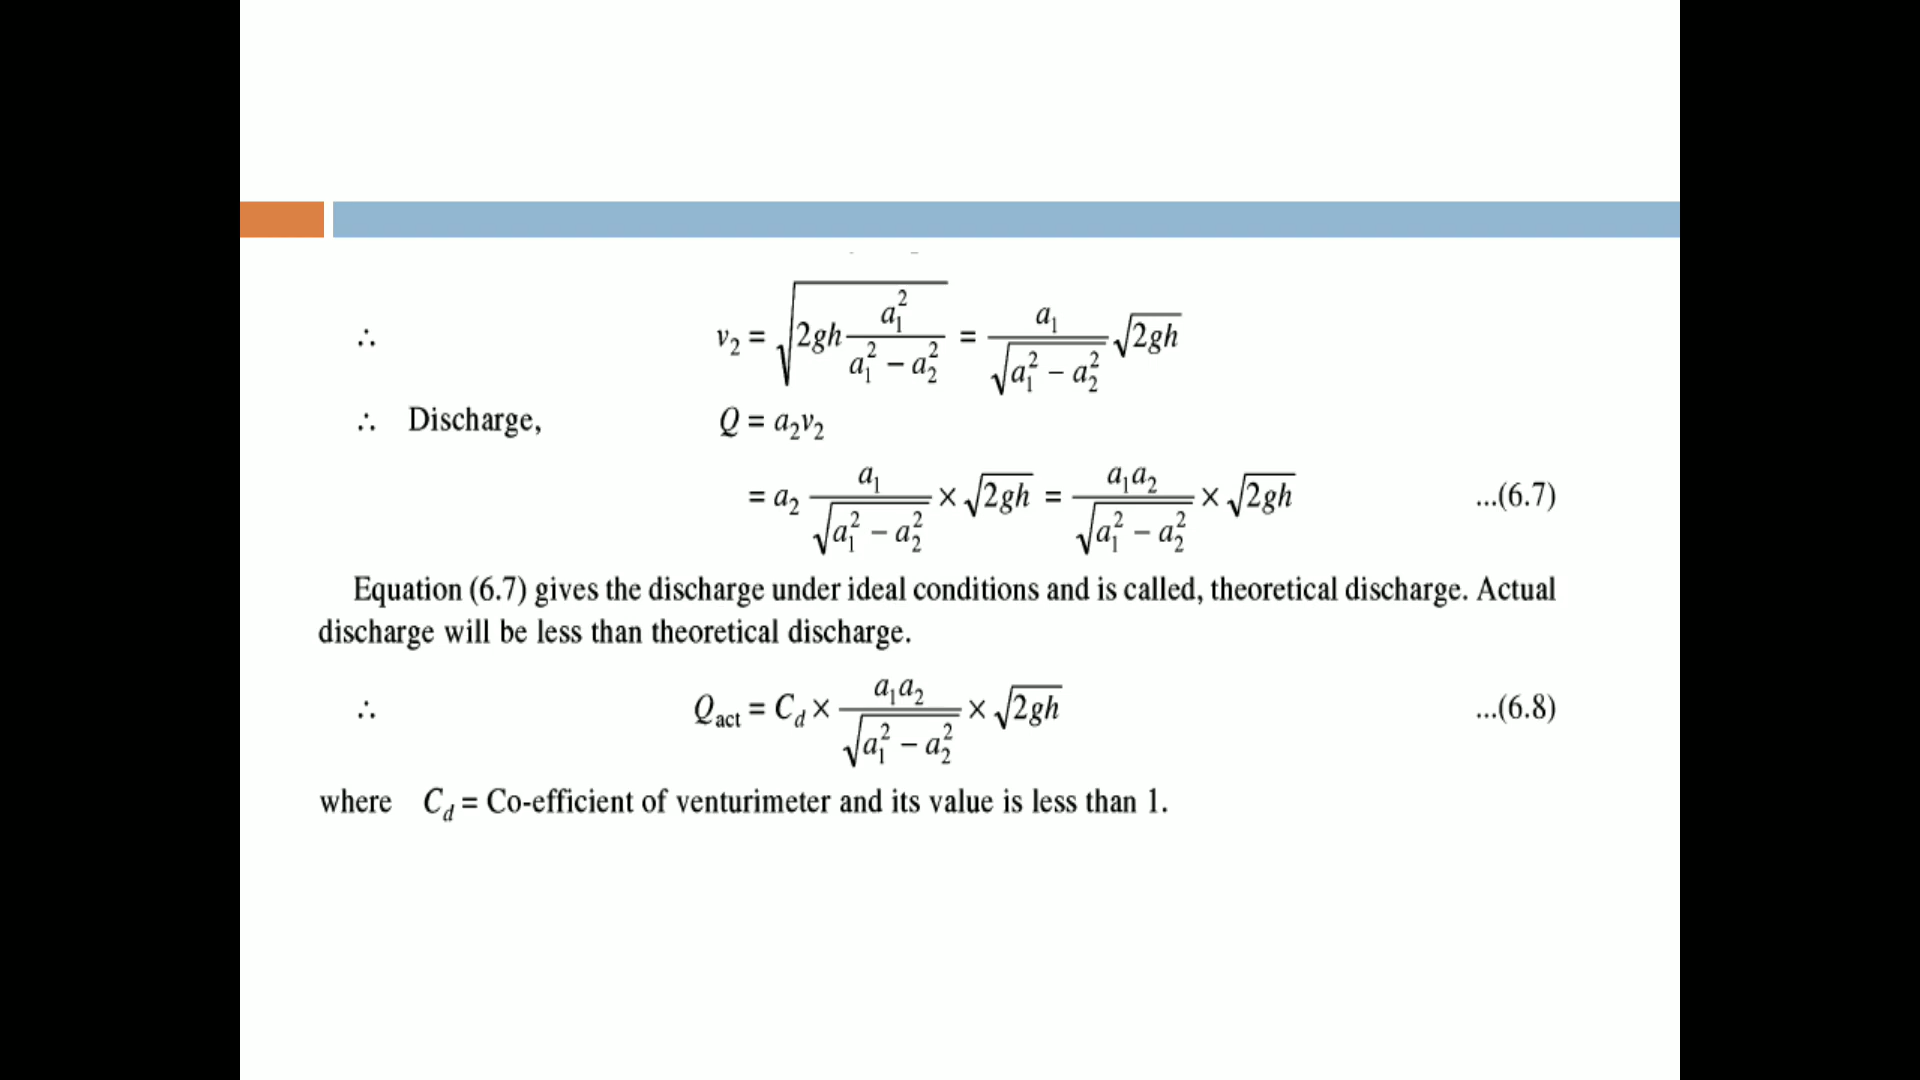 ∴ v₂ = √(2gh a₁²/(a₁² − a₂²)) = a₁/√(a₁² − a₂²) √(2gh)
∴ Discharge, Q = a₂v₂
= a₂ a₁/√(a₁² − a₂²) × √(2gh) = a₁a₂/√(a₁² − a₂²) × √(2gh) ...(6.7)
Equation (6.7) gives the discharge under ideal conditions and is called, theoretical discharge. Actual
discharge will be less than theoretical discharge.
∴ Q_act = C_d × a₁a₂/√(a₁² − a₂²) × √(2gh) ...(6.8)
where C_d = Co-efficient of venturimeter and its value is less than 1.